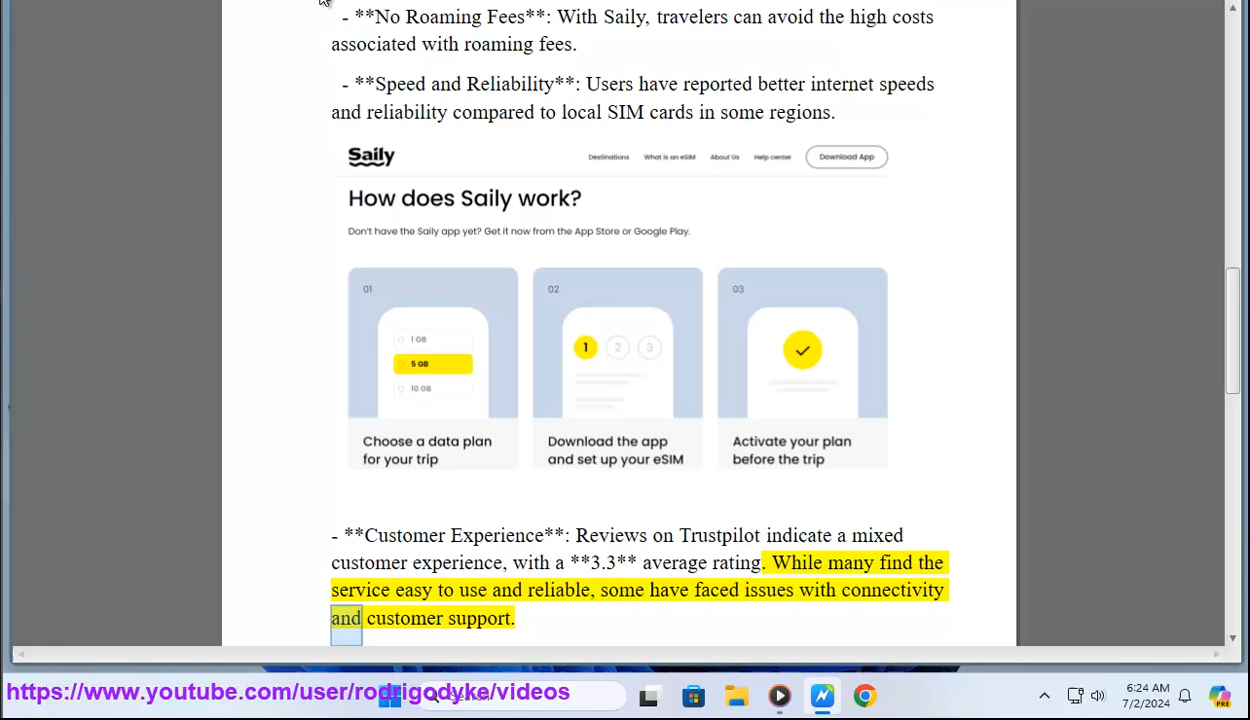 - **No Roaming Fees**: With Saily, travelers can avoid the high costs
associated with roaming fees.
- **Speed and Reliability**: Users have reported better internet speeds
and reliability compared to local SIM cards in some regions.
Saily
Destinations What is an eSIM About Us Help center Download App
How does Saily work?
Don't have the Saily app yet? Get it now from the App Store or Google Play.
01
1 GB
5 GB
10 GB
Choose a data plan
for your trip
02
1 2 3
Download the app
and set up your eSIM
03
Activate your plan
before the trip
- **Customer Experience**: Reviews on Trustpilot indicate a mixed
customer experience, with a **3.3** average rating. While many find the
service easy to use and reliable, some have faced issues with connectivity
and customer support.
https://www.youtube.com/user/rodrigodyke/videos
6:24 AM
7/2/2024
PRE